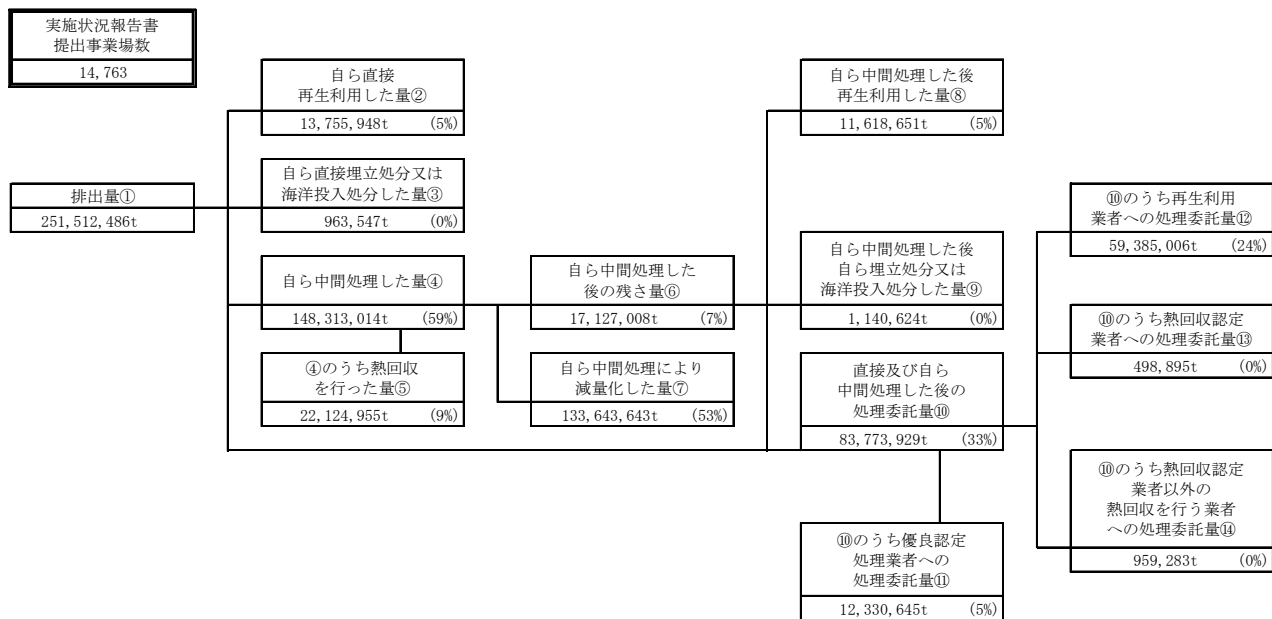 実施状況報告書
提出事業場数
14,763
排出量①
251,512,486t
自ら直接
再生利用した量②
13,755,948t (5%)
自ら直接埋立処分又は
海洋投入処分した量③
963,547t (0%)
自ら中間処理した量④
148,313,014t (59%)
④のうち熱回収
を行った量⑤
22,124,955t (9%)
自ら中間処理した
後の残さ量⑥
17,127,008t (7%)
自ら中間処理により
減量化した量⑦
133,643,643t (53%)
自ら中間処理した後
再生利用した量⑧
11,618,651t (5%)
自ら中間処理した後
自ら埋立処分又は
海洋投入処分した量⑨
1,140,624t (0%)
直接及び自ら
中間処理した後の
処理委託量⑩
83,773,929t (33%)
⑩のうち優良認定
処理業者への
処理委託量⑪
12,330,645t (5%)
⑩のうち再生利用
業者への処理委託量⑫
59,385,006t (24%)
⑩のうち熱回収認定
業者への処理委託量⑬
498,895t (0%)
⑩のうち熱回収認定
業者以外の
熱回収を行う業者
への処理委託量⑭
959,283t (0%)